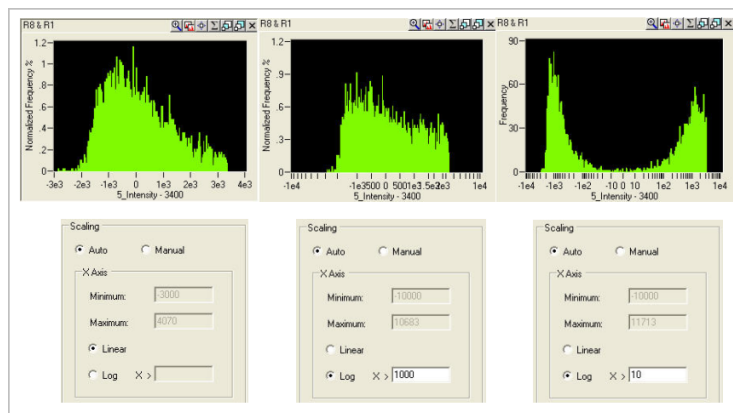 R8 & R1
1.2
1
.8
.6
.4
.2
0
Normalized Frequency %
-3e3 -2e3 -1e3 0 1e3 2e3 3e3 4e3
5_Intensity - 3400
R8 & R1
1.2
.9
.6
.3
0
Normalized Frequency %
-1e4 -1e3500 0 5001e3 1e4
5_Intensity - 3400
R8 & R1
90
60
30
0
Frequency
-1e4 -1e3 -1e2 -10 0 10 1e2 1e3 1e4
5_Intensity - 3400
Scaling
Auto Manual
X Axis
Minimum: -3000
Maximum: 4070
Linear
Log X >
Scaling
Auto Manual
X Axis
Minimum: -10000
Maximum: 10683
Linear
Log X > 1000
Scaling
Auto Manual
X Axis
Minimum: -10000
Maximum: 11713
Linear
Log X > 10